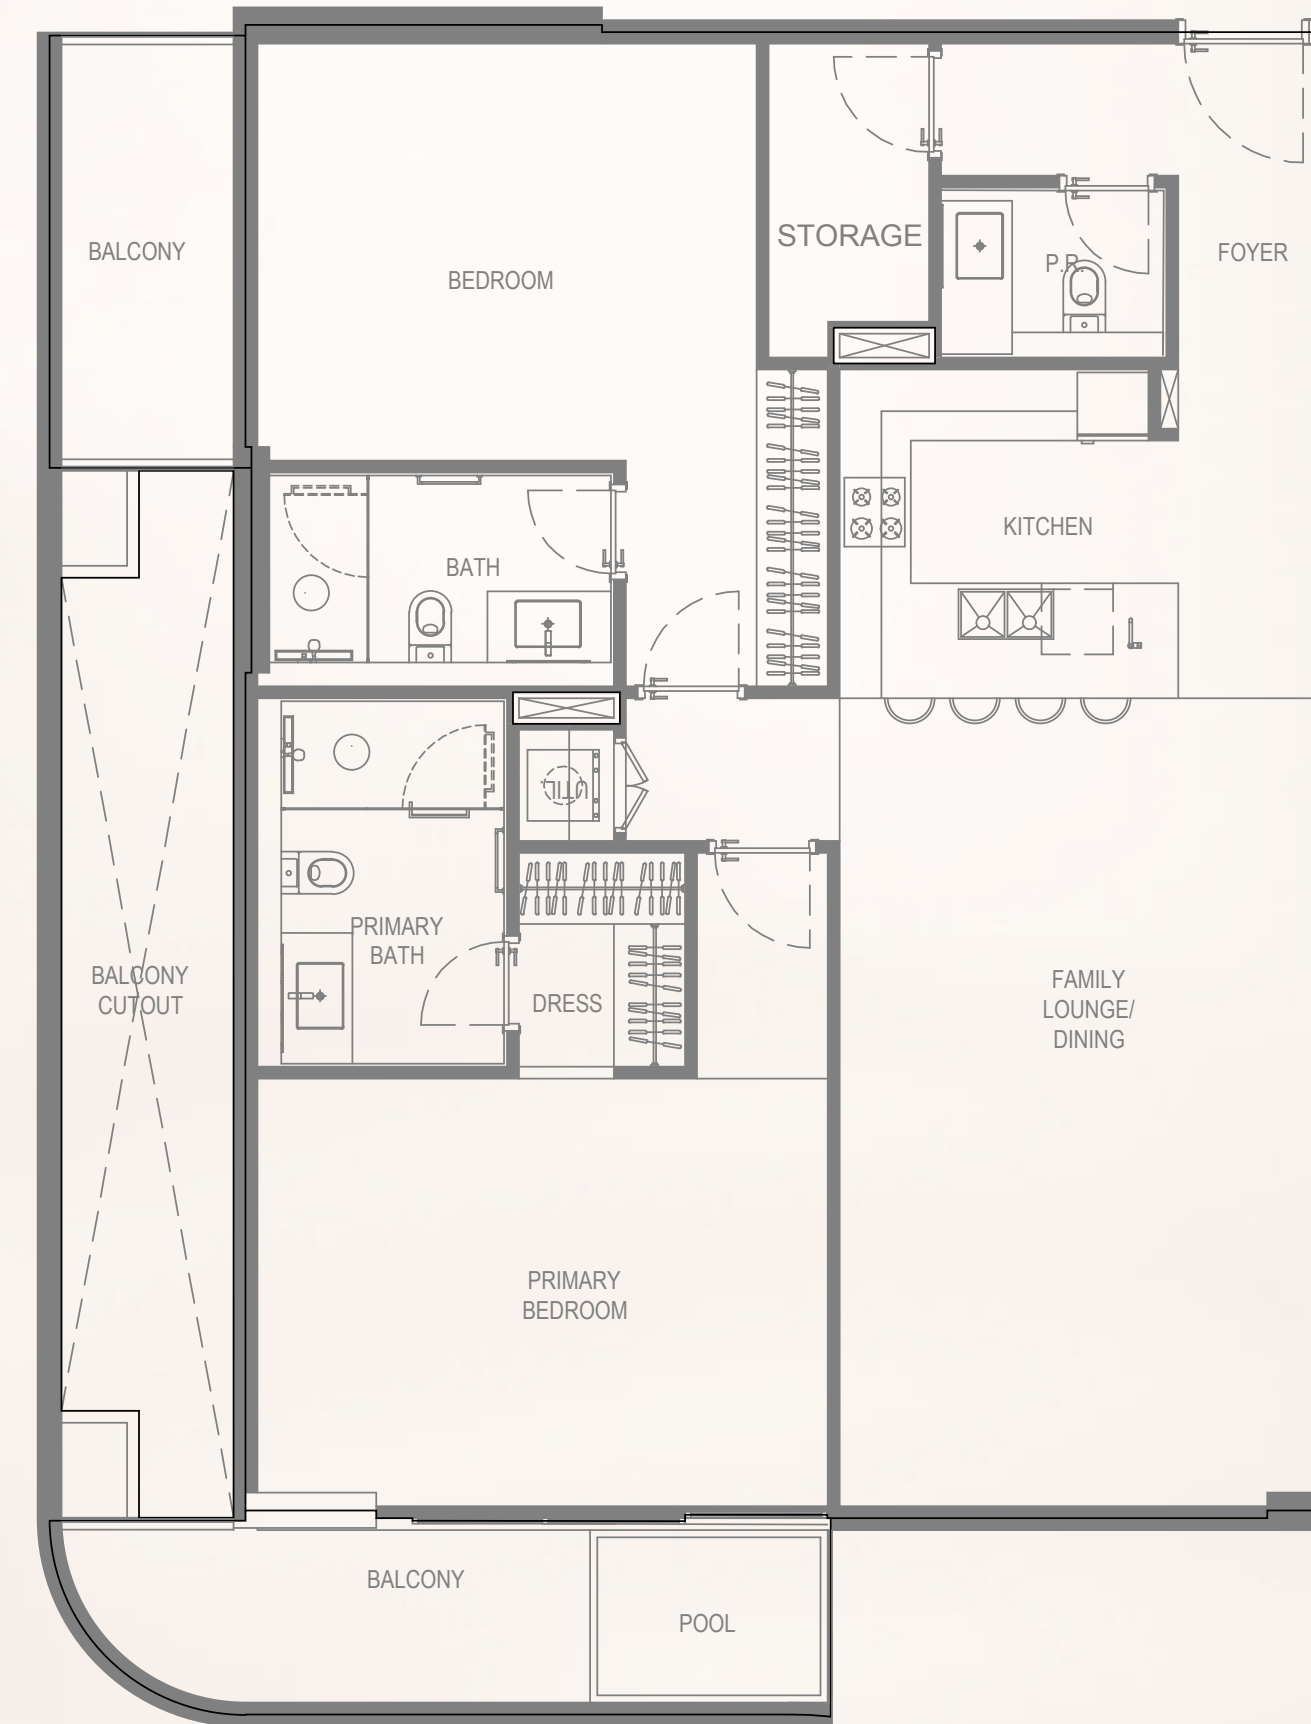 STORAGE
BALCONY
BEDROOM
P.R.
FOYER
KITCHEN
BATH
UTIL.
PRIMARY
BATH
DRESS
BALCONY
CUTOUT
FAMILY
LOUNGE/
DINING
PRIMARY
BEDROOM
BALCONY
POOL